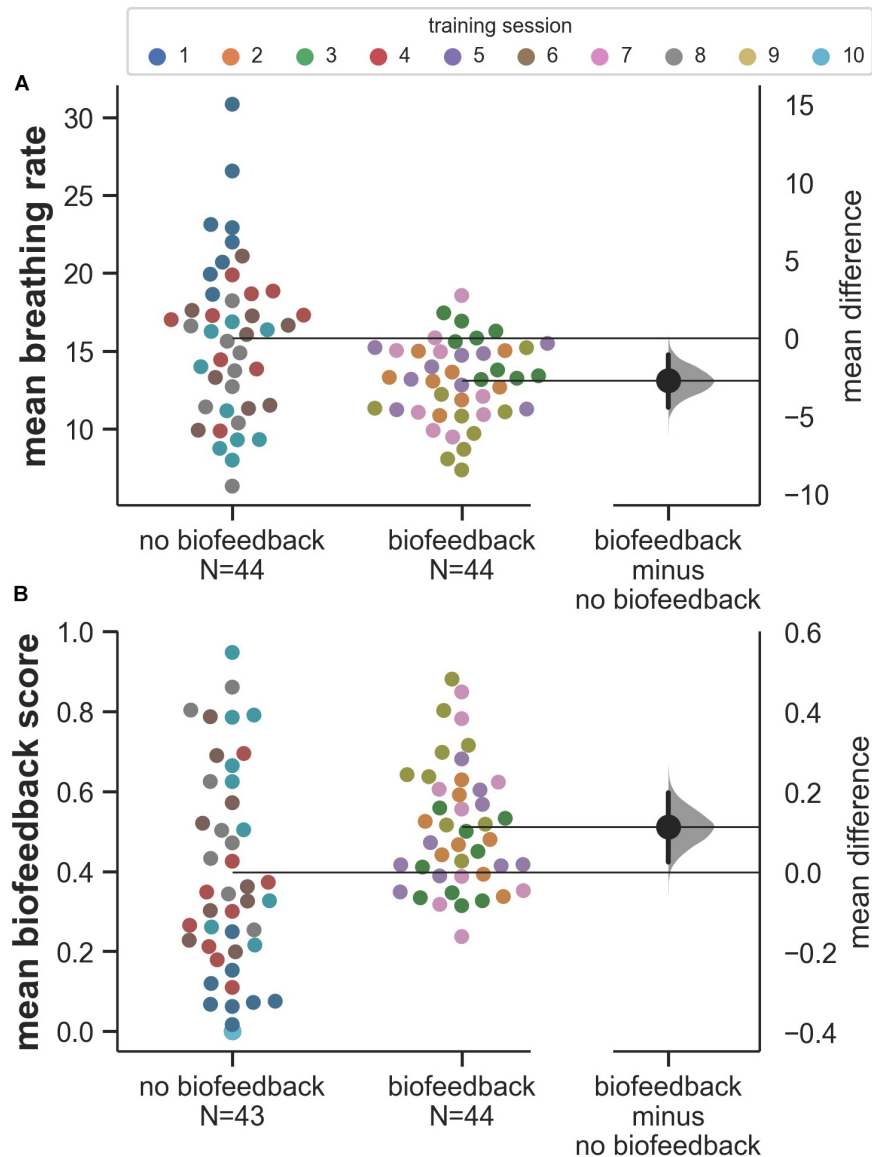 training session
1 2 3 4 5 6 7 8 9 10
A
mean breathing rate
30
25
20
15
10
15
10
5
0
−5
−10
mean difference
no biofeedback
N=44
biofeedback
N=44
biofeedback
minus
no biofeedback
B
mean biofeedback score
1.0
0.8
0.6
0.4
0.2
0.0
0.6
0.4
0.2
0.0
−0.2
−0.4
mean difference
no biofeedback
N=43
biofeedback
N=44
biofeedback
minus
no biofeedback